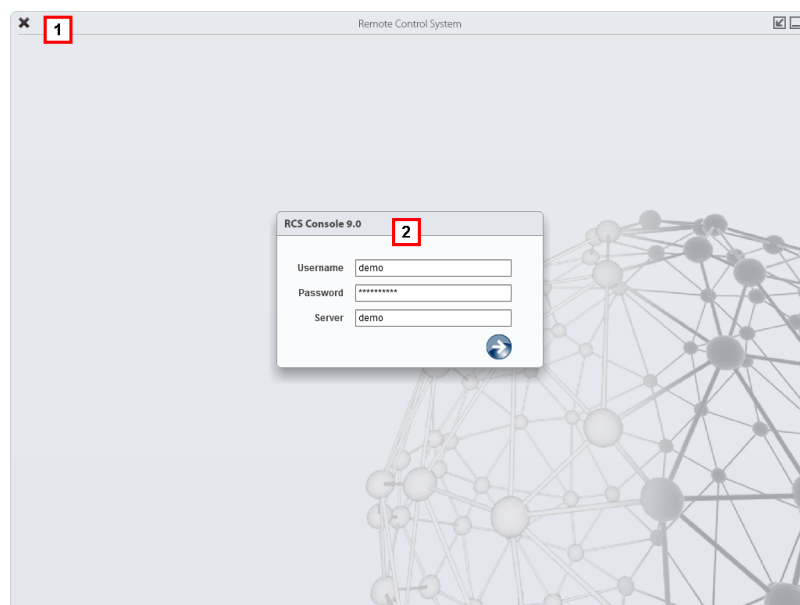 1
Remote Control System
RCS Console 9.0
2
Username demo
Password **********
Server demo